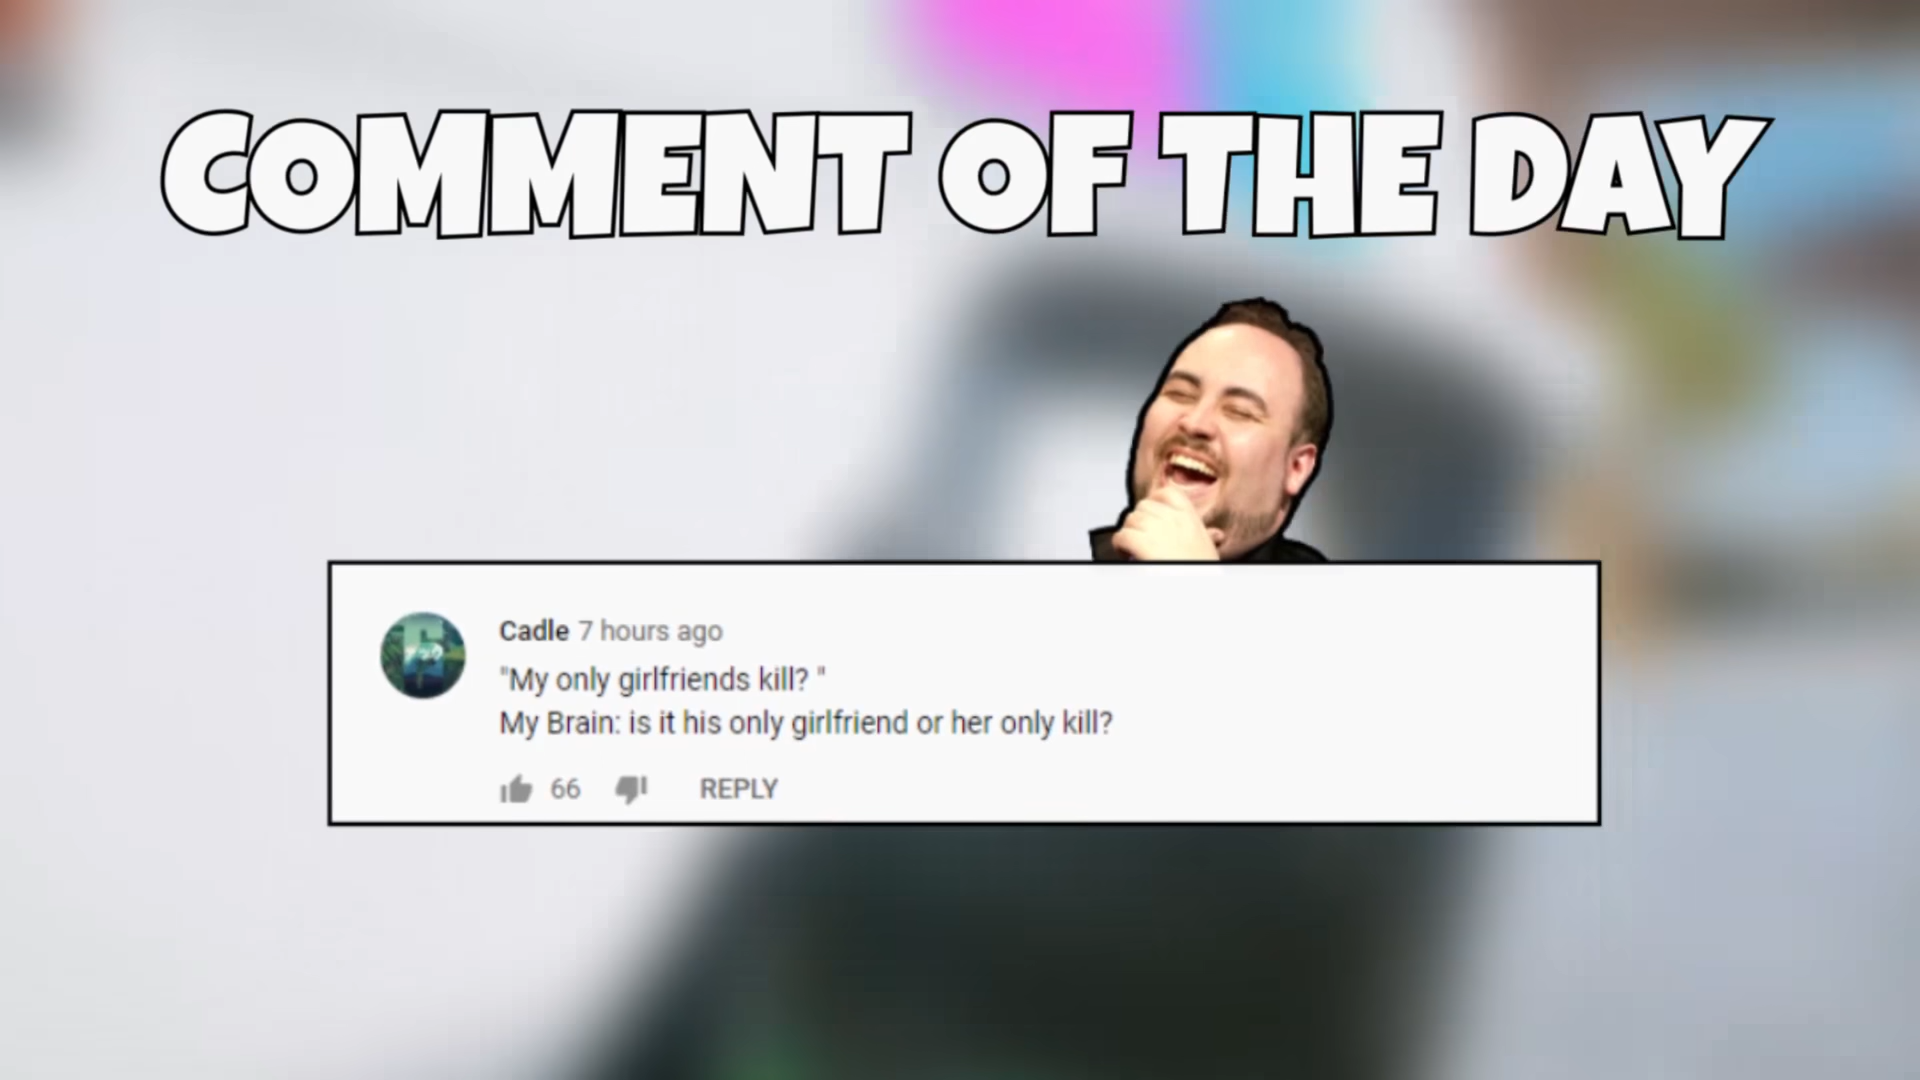 COMMENT OF THE DAY
Cadle 7 hours ago
"My only girlfriends kill? "
My Brain: is it his only girlfriend or her only kill?
66 REPLY